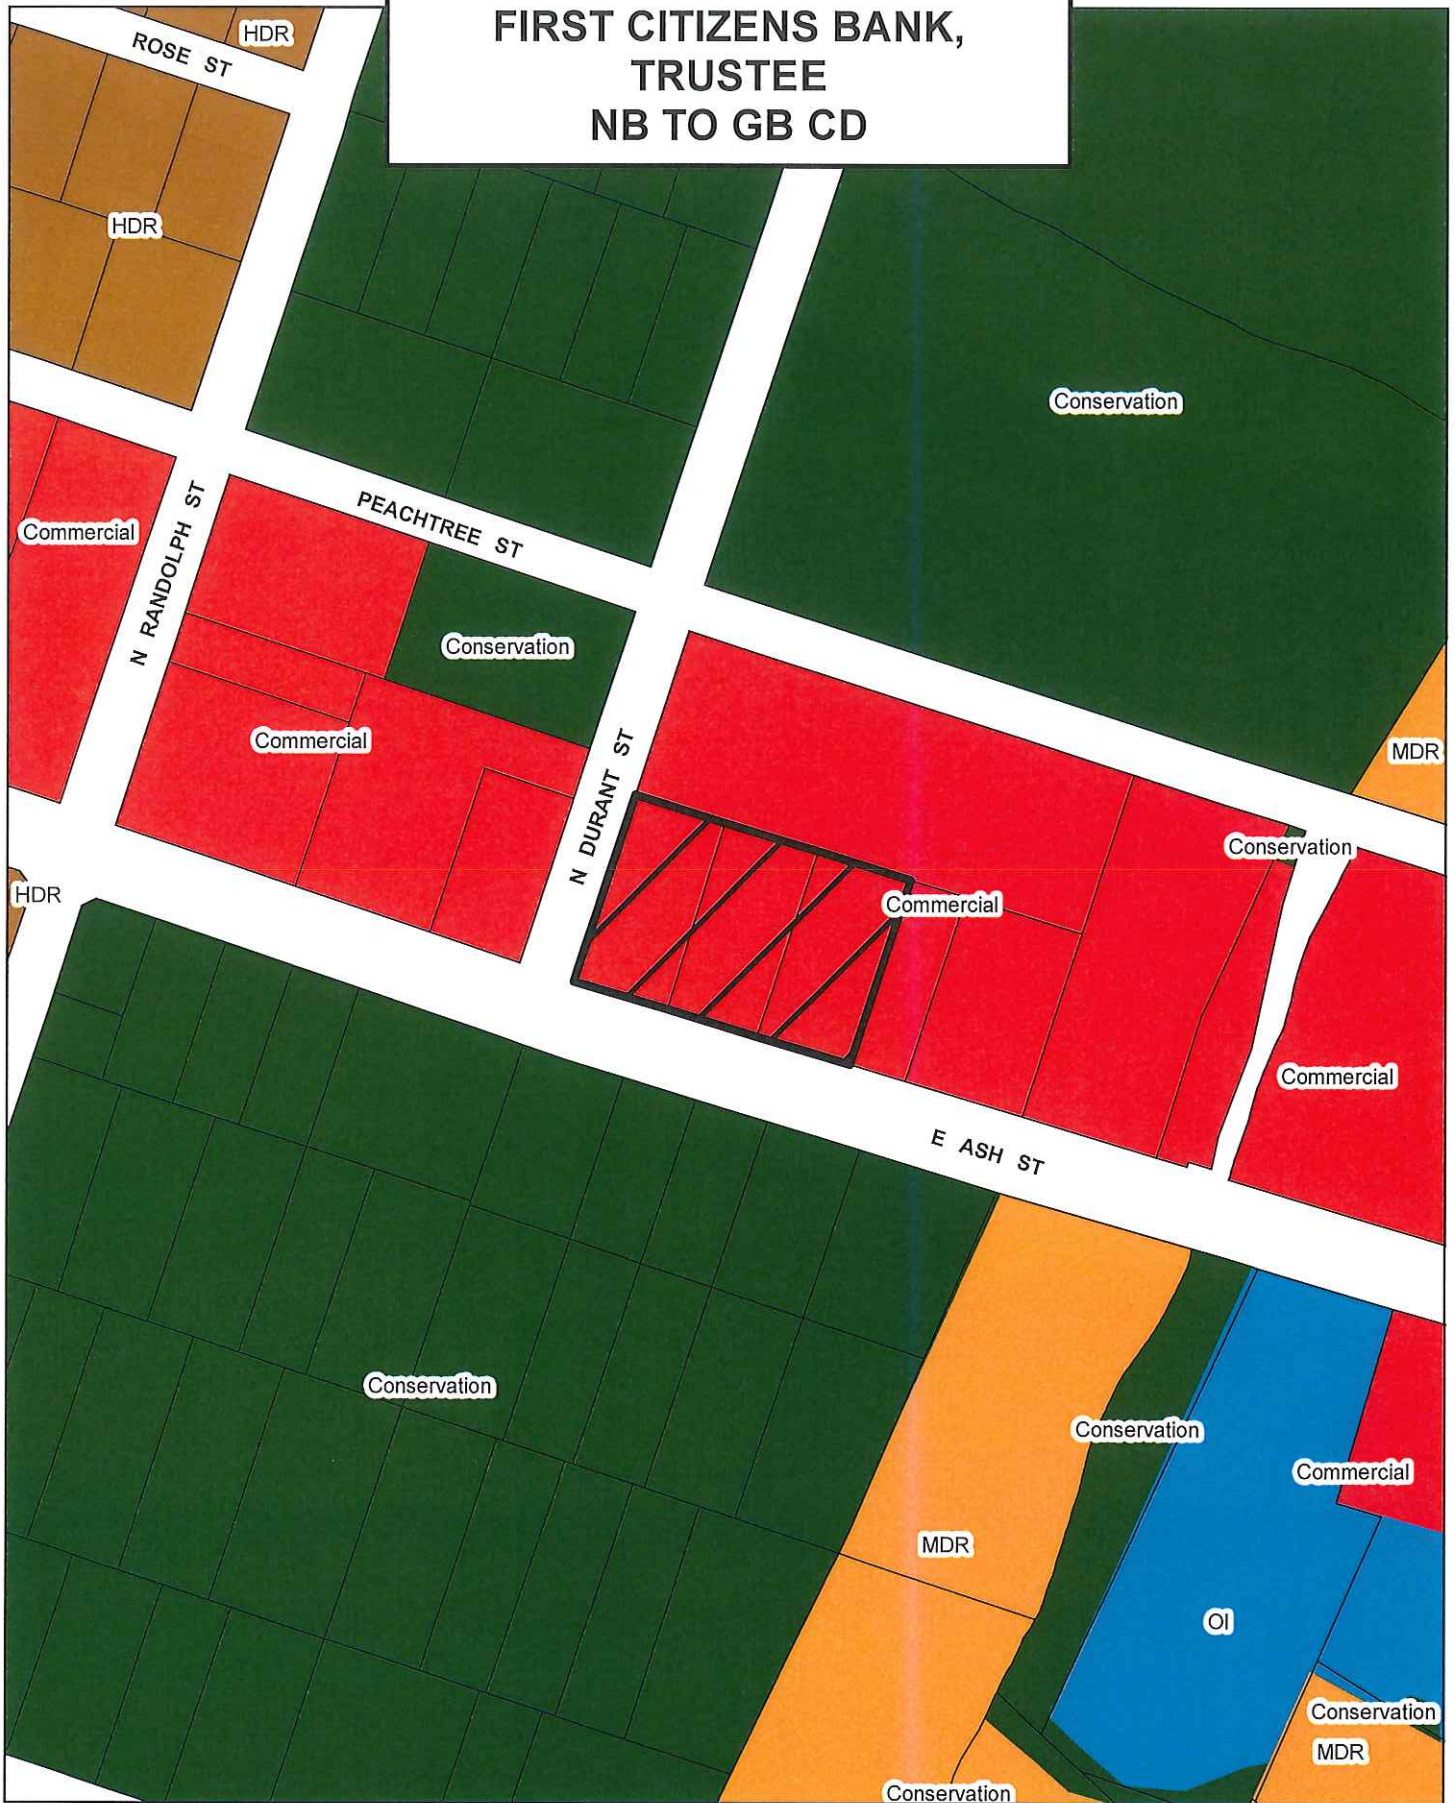 FIRST CITIZENS BANK,
TRUSTEE
NB TO GB CD
HDR
ROSE ST
HDR
Conservation
Commercial
N RANDOLPH ST
PEACHTREE ST
Conservation
Commercial
N DURANT ST
MDR
Conservation
HDR
Commercial
Commercial
E ASH ST
Conservation
Conservation
Commercial
MDR
OI
Conservation
MDR
Conservation